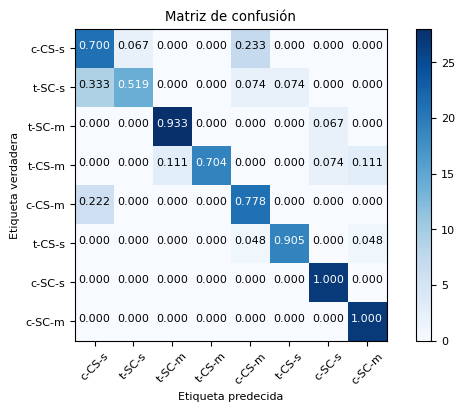 Matriz de confusión
c-CS-s 0.700 0.067 0.000 0.000 0.233 0.000 0.000 0.000
t-SC-s 0.333 0.519 0.000 0.000 0.074 0.074 0.000 0.000
t-SC-m 0.000 0.000 0.933 0.000 0.000 0.000 0.067 0.000
t-CS-m 0.000 0.000 0.111 0.704 0.000 0.000 0.074 0.111
c-CS-m 0.222 0.000 0.000 0.000 0.778 0.000 0.000 0.000
t-CS-s 0.000 0.000 0.000 0.000 0.048 0.905 0.000 0.048
c-SC-s 0.000 0.000 0.000 0.000 0.000 0.000 1.000 0.000
c-SC-m 0.000 0.000 0.000 0.000 0.000 0.000 0.000 1.000
c-CS-s t-SC-s t-SC-m t-CS-m c-CS-m t-CS-s c-SC-s c-SC-m
Etiqueta predecida
Etiqueta verdadera
25
20
15
10
5
0